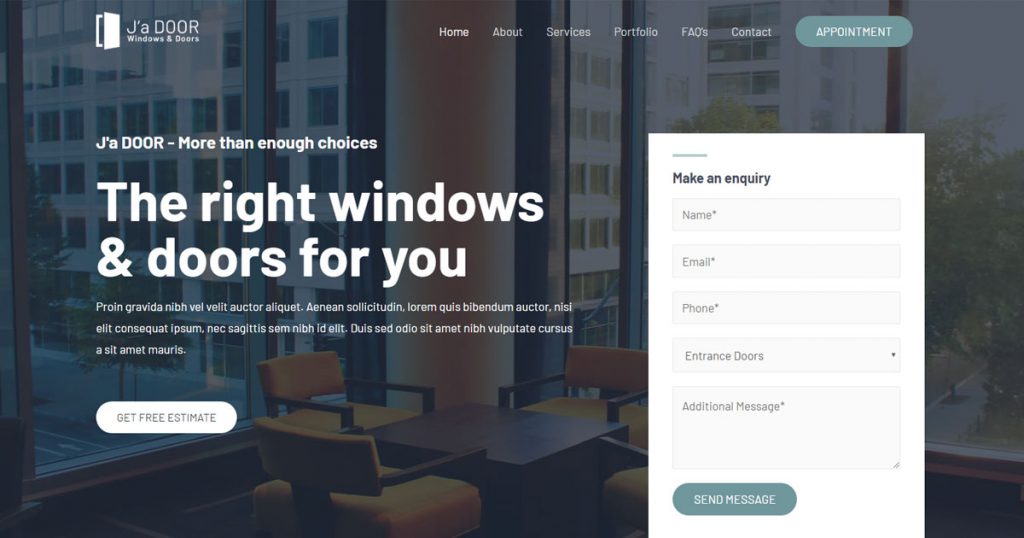 J'a DOOR
Windows & Doors
Home
About
Services
Portfolio
FAQ's
Contact
APPOINTMENT
J'a DOOR - More than enough choices
The right windows
& doors for you
Proin gravida nibh vel velit auctor aliquet. Aenean sollicitudin, lorem quis bibendum auctor, nisi
elit consequat ipsum, nec sagittis sem nibh id elit. Duis sed odio sit amet nibh vulputate cursus
a sit amet mauris.
GET FREE ESTIMATE
Make an enquiry
Name*
Email*
Phone*
Entrance Doors
Additional Message*
SEND MESSAGE